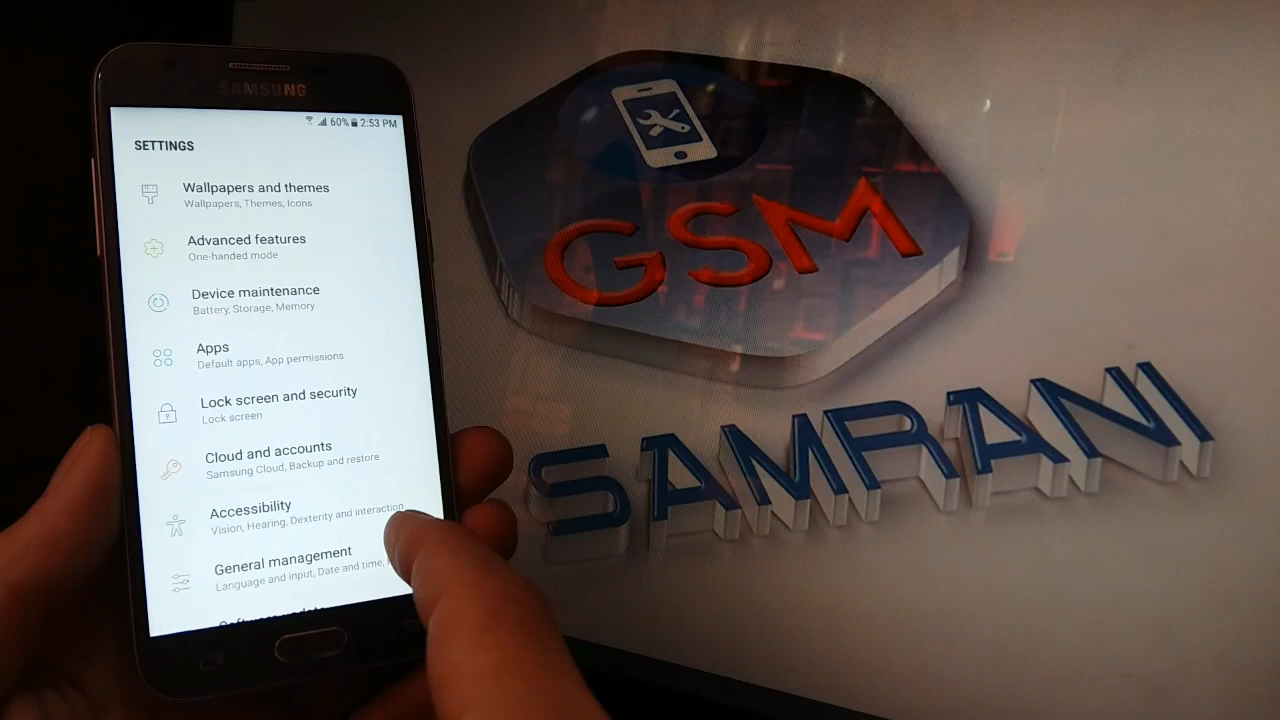 SAMSUNG
60% 2:53 PM
SETTINGS
Wallpapers and themes
Wallpapers, Themes, Icons
Advanced features
One-handed mode
Device maintenance
Battery, Storage, Memory
Apps
Default apps, App permissions
Lock screen and security
Lock screen
Cloud and accounts
Samsung Cloud, Backup and restore
Accessibility
Vision, Hearing, Dexterity and interaction
General management
Language and input, Date and time,
GSM
SAMRANI